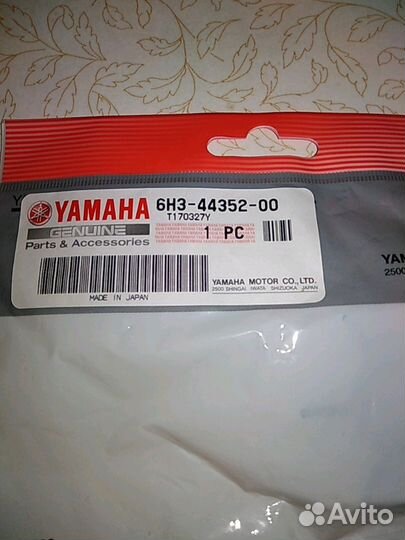 YAMAHA 6H3-44352-00
GENUINE T170327Y
Parts & Accessories 1 PC
MADE IN JAPAN
YAMAHA MOTOR CO., LTD.
2500 SHINGAI IWATA SHIZUOKA JAPAN
YAM
2500
Avito